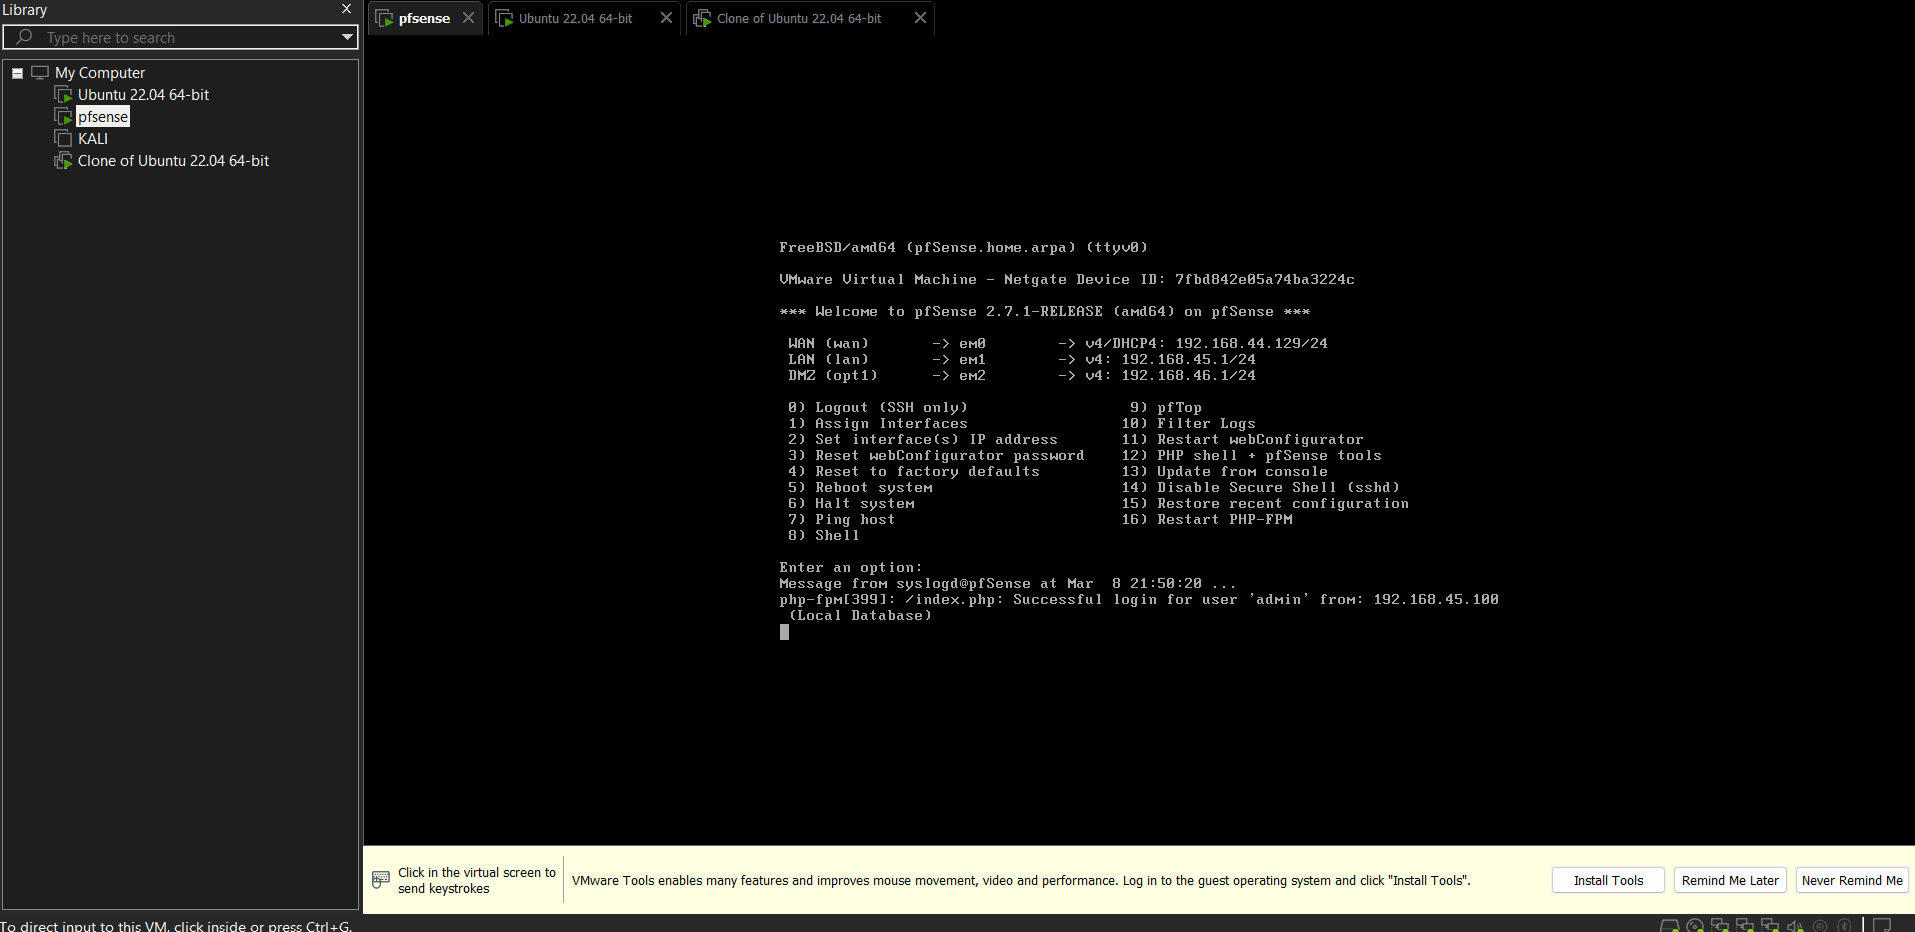 Library
Type here to search
My Computer
Ubuntu 22.04 64-bit
pfsense
KALI
Clone of Ubuntu 22.04 64-bit
pfsense
Ubuntu 22.04 64-bit
Clone of Ubuntu 22.04 64-bit
FreeBSD/amd64 (pfSense.home.arpa) (ttyv0)
VMware Virtual Machine - Netgate Device ID: 7fbd842e05a74ba3224c
*** Welcome to pfSense 2.7.1-RELEASE (amd64) on pfSense ***
WAN (wan) -> em0 -> v4/DHCP4: 192.168.44.129/24
LAN (lan) -> em1 -> v4: 192.168.45.1/24
DMZ (opt1) -> em2 -> v4: 192.168.46.1/24
0) Logout (SSH only) 9) pfTop
1) Assign Interfaces 10) Filter Logs
2) Set interface(s) IP address 11) Restart webConfigurator
3) Reset webConfigurator password 12) PHP shell + pfSense tools
4) Reset to factory defaults 13) Update from console
5) Reboot system 14) Disable Secure Shell (sshd)
6) Halt system 15) Restore recent configuration
7) Ping host 16) Restart PHP-FPM
8) Shell
Enter an option:
Message from syslogd@pfSense at Mar  8 21:50:20 ...
php-fpm[399]: /index.php: Successful login for user 'admin' from: 192.168.45.100
(Local Database)
Click in the virtual screen to
send keystrokes
VMware Tools enables many features and improves mouse movement, video and performance. Log in to the guest operating system and click "Install Tools".
Install Tools
Remind Me Later
Never Remind Me
To direct input to this VM, click inside or press Ctrl+G.